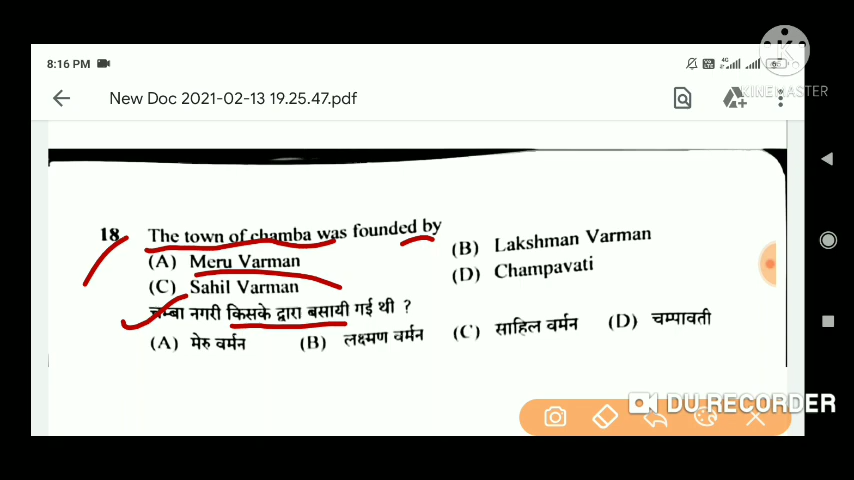 8:16 PM
New Doc 2021-02-13 19.25.47.pdf
KINEMASTER
18. The town of chamba was founded by
(A) Meru Varman (B) Lakshman Varman
(C) Sahil Varman (D) Champavati
चम्बा नगरी किसके द्वारा बसायी गई थी ?
(A) मेरु वर्मन (B) लक्ष्मण वर्मन (C) साहिल वर्मन (D) चम्पावती
DU RECORDER